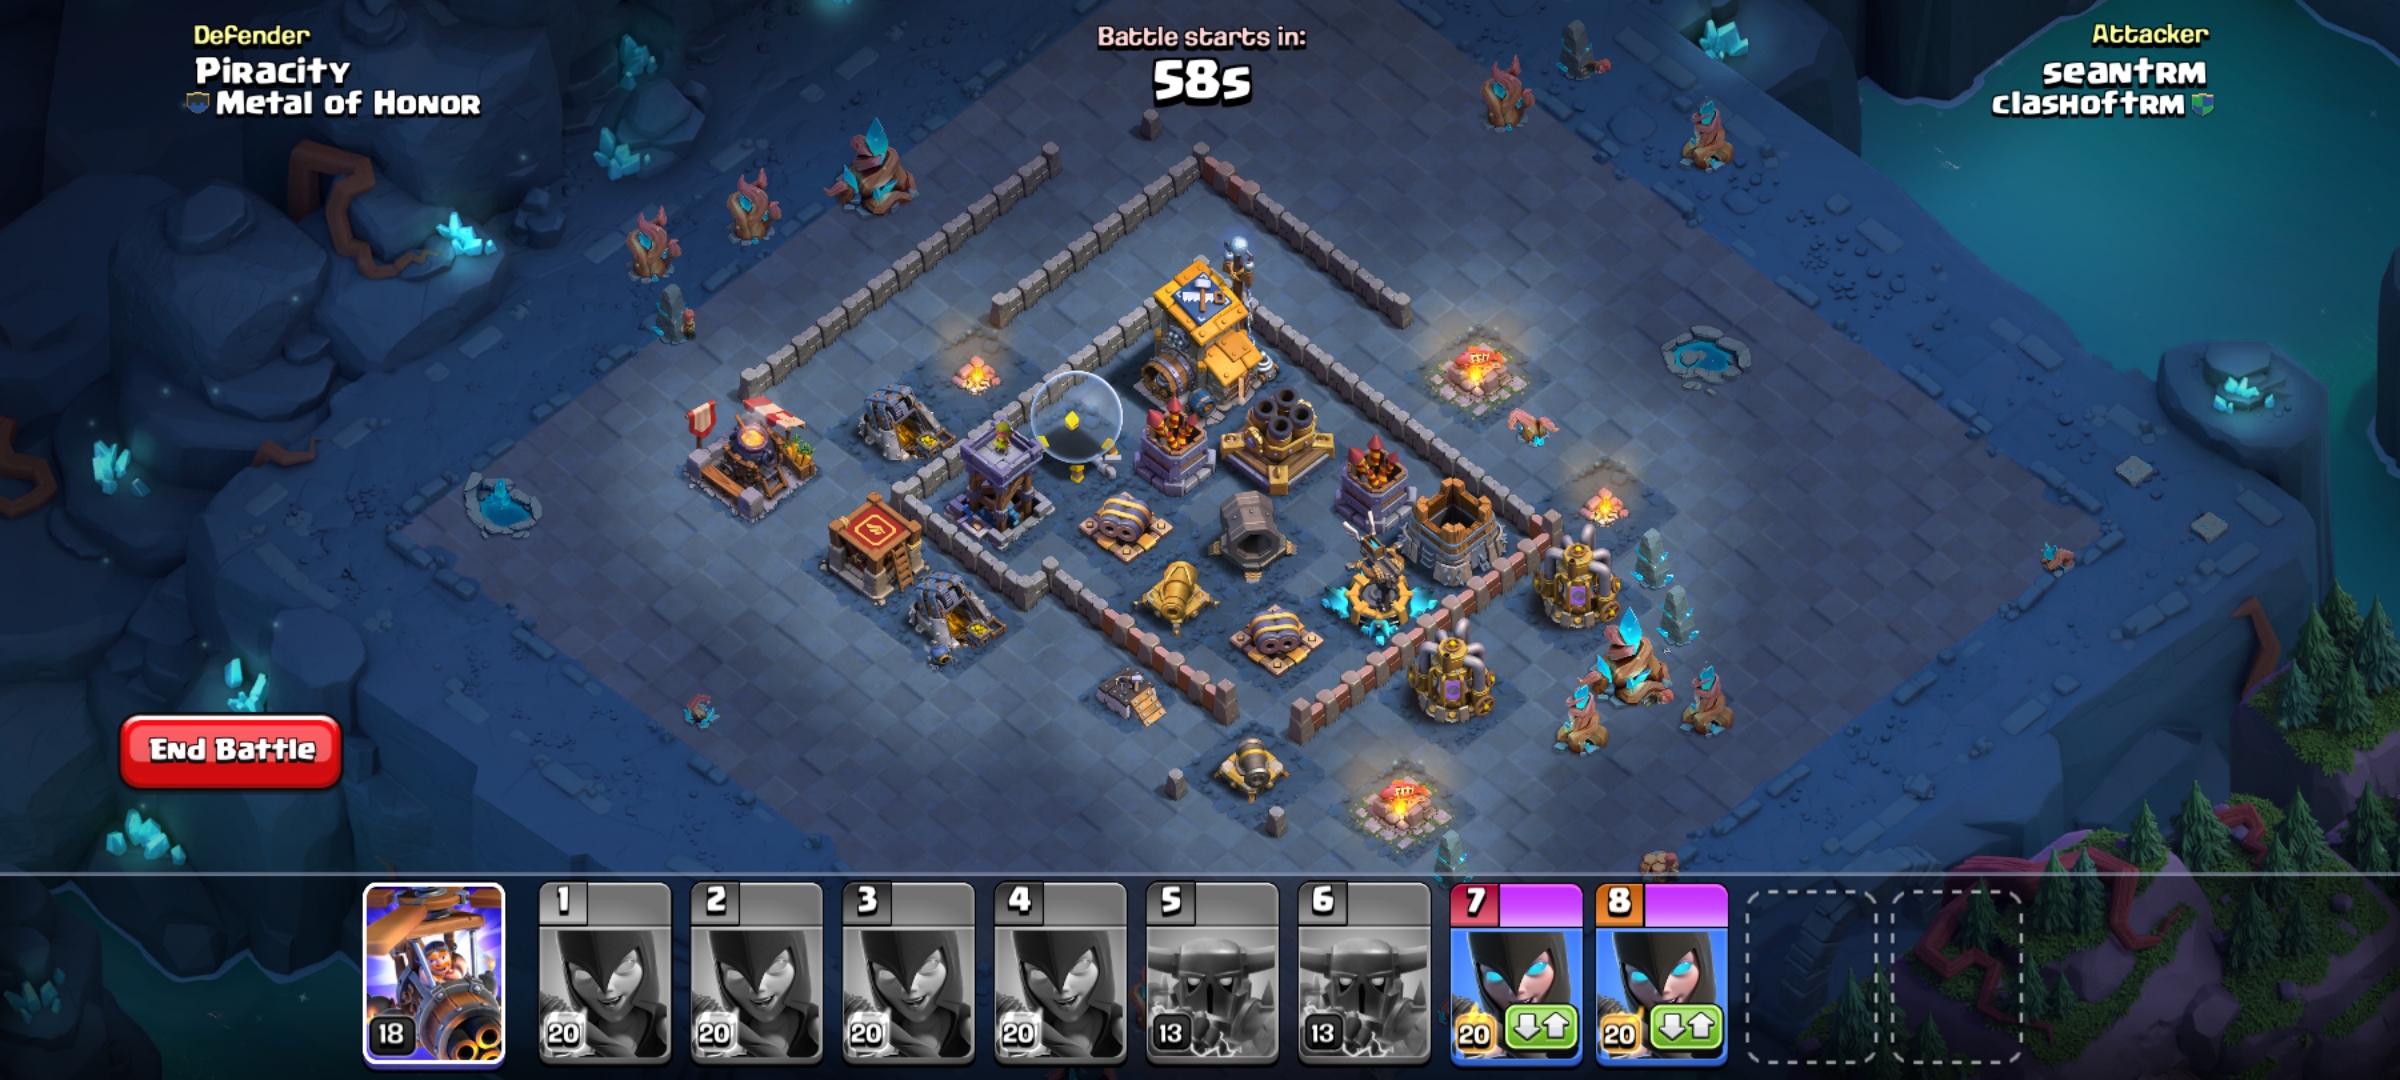 Defender
Piracity
Metal of Honor
Battle starts in:
58s
Attacker
seantrm
clashoftrm
End Battle
18
1
20
2
20
3
20
4
20
5
13
6
13
7
20
8
20